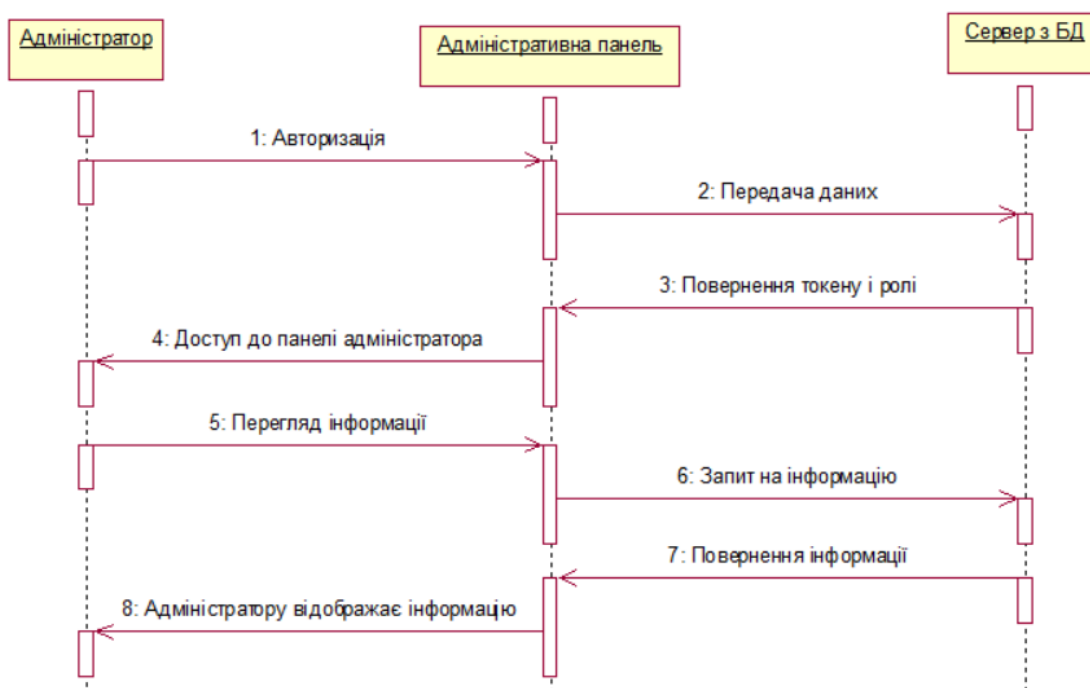 Адміністратор
Адміністративна панель
Сервер з БД
1: Авторизація
2: Передача даних
3: Повернення токену і ролі
4: Доступ до панелі адміністратора
5: Перегляд інформації
6: Запит на інформацію
7: Повернення інформації
8: Адміністратору відображає інформацію